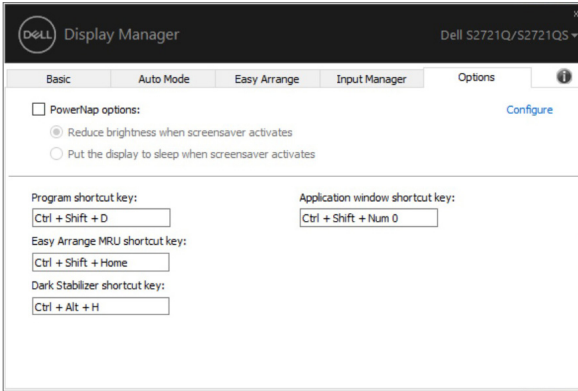 DELL Display Manager
Dell S2721Q/S2721QS
Basic Auto Mode Easy Arrange Input Manager Options
PowerNap options: Configure
Reduce brightness when screensaver activates
Put the display to sleep when screensaver activates
Program shortcut key: Application window shortcut key:
Ctrl + Shift + D Ctrl + Shift + Num 0
Easy Arrange MRU shortcut key:
Ctrl + Shift + Home
Dark Stabilizer shortcut key:
Ctrl + Alt + H